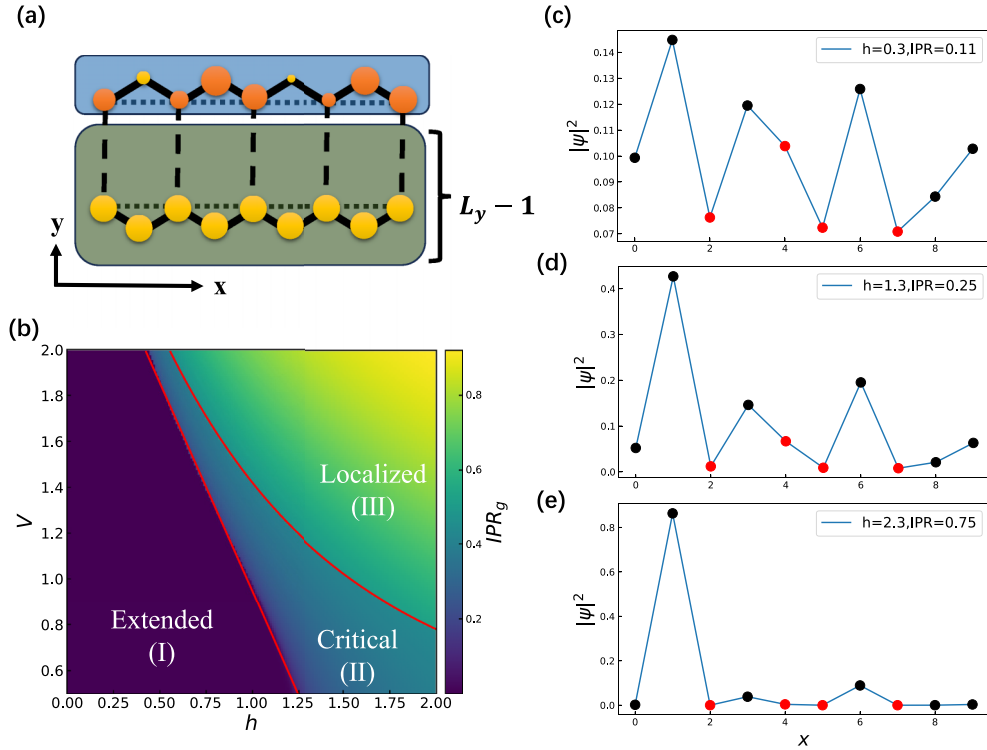 (a)
L_y − 1
y
x
(b)
2.0
1.8
1.6
1.4
1.2
1.0
0.8
0.6
V
0.00
0.25
0.50
0.75
1.00
1.25
1.50
1.75
2.00
h
Extended
(I)
Critical
(II)
Localized
(III)
0.8
0.6
0.4
0.2
IPR_g
(c)
h=0.3,IPR=0.11
|ψ|²
0.14
0.13
0.12
0.11
0.10
0.09
0.08
0.07
0
2
4
6
8
(d)
h=1.3,IPR=0.25
|ψ|²
0.4
0.3
0.2
0.1
0.0
0
2
4
6
8
(e)
h=2.3,IPR=0.75
|ψ|²
0.8
0.6
0.4
0.2
0.0
0
2
4
6
8
x